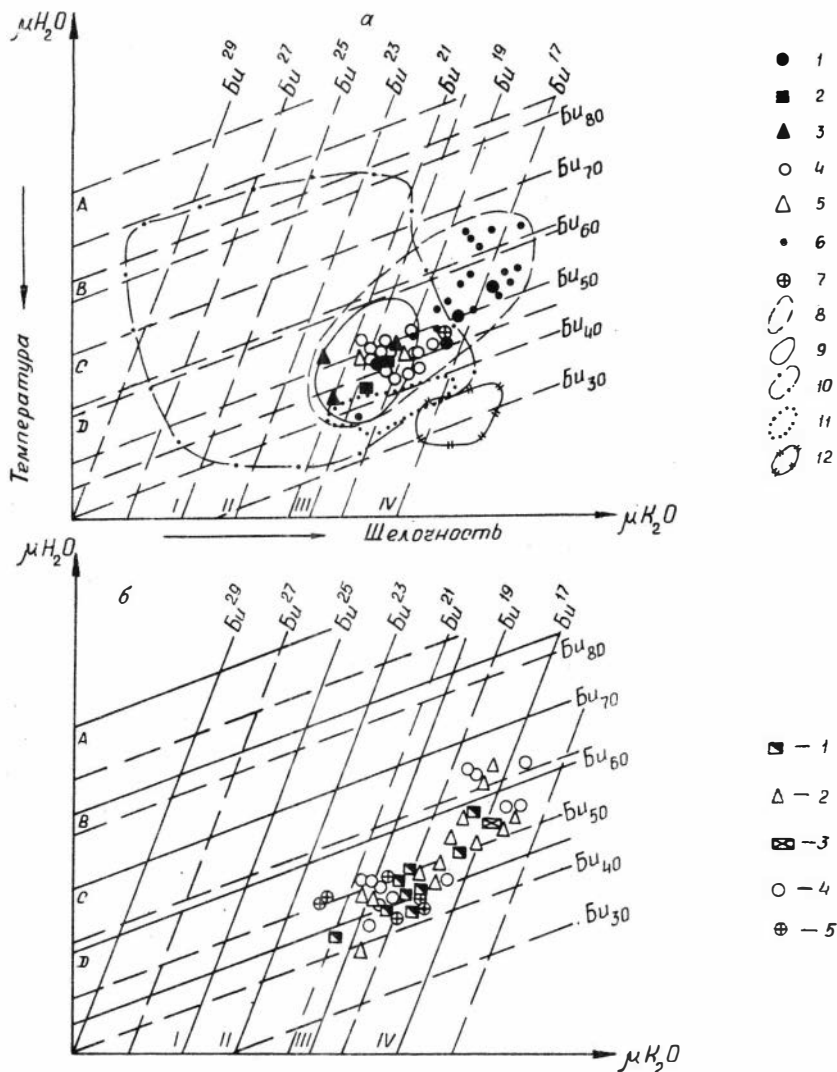 μH₂O
а
Би²⁹
Би²⁷
Би²⁵
Би²³
Би²¹
Би¹⁹
Би¹⁷
Би₈₀
Би₇₀
Би₆₀
Би₅₀
Би₄₀
Би₃₀
A
B
C
D
I
II
III
IV
Температура
Щелочность
μK₂O
1
2
3
4
5
6
7
8
9
10
11
12
μH₂O
б
Би²⁹
Би²⁷
Би²⁵
Би²³
Би²¹
Би¹⁹
Би¹⁷
Би₈₀
Би₇₀
Би₆₀
Би₅₀
Би₄₀
Би₃₀
A
B
C
D
I
II
III
IV
μK₂O
— 1
— 2
— 3
— 4
— 5